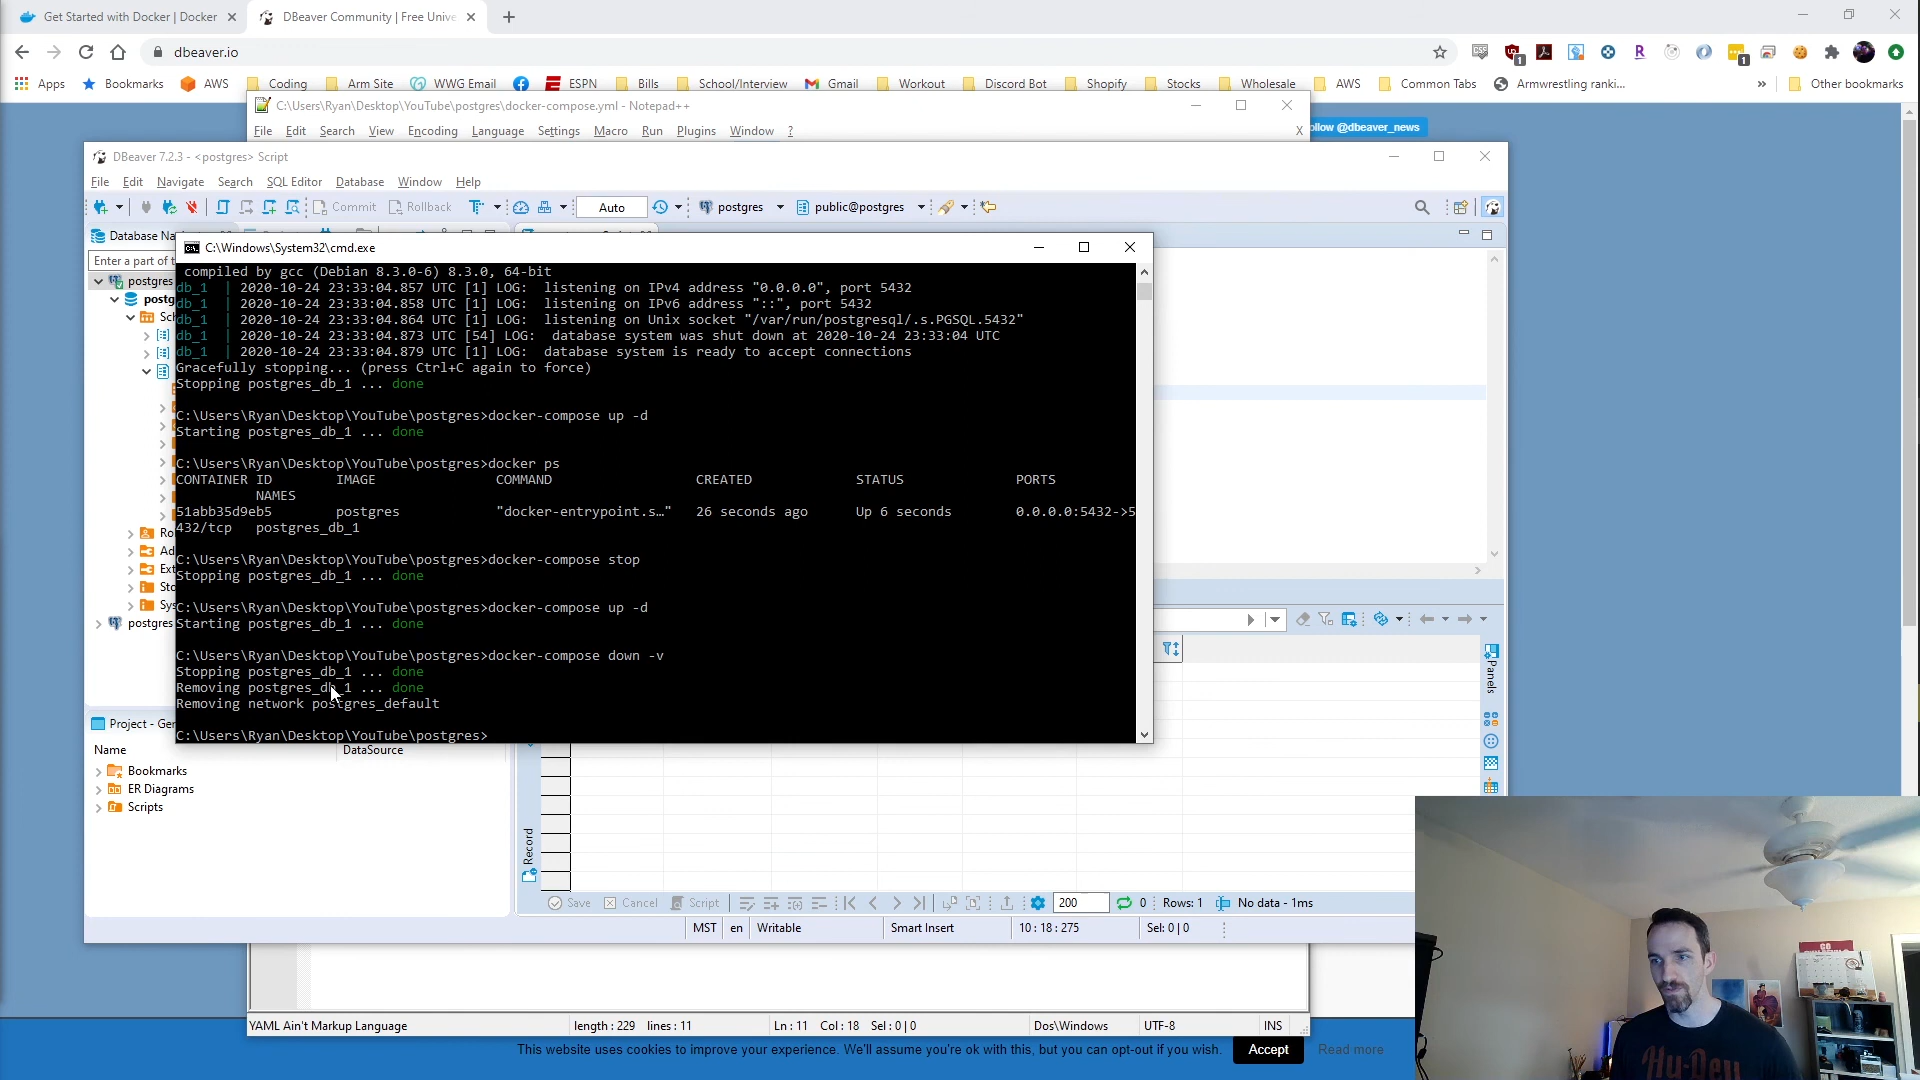 Get Started with Docker | Docker
DBeaver Community | Free Unive
dbeaver.io
Apps
Bookmarks
AWS
Coding
Arm Site
WWG Email
ESPN
Bills
School/Interview
Gmail
Workout
Discord Bot
Shopify
Stocks
Wholesale
AWS
Common Tabs
Armwrestling ranki...
»
Other bookmarks
C:\Users\Ryan\Desktop\YouTube\postgres\docker-compose.yml - Notepad++
File Edit Search View Encoding Language Settings Macro Run Plugins Window ?
X
ollow @dbeaver_news
DBeaver 7.2.3 - <postgres> Script
File Edit Navigate Search SQL Editor Database Window Help
Commit
Rollback
Auto
postgres
public@postgres
Database Na
Enter a part of t
postgres
postg
Sch
Ro
Ad
Ext
Sto
Sys
postgres
C:\Windows\System32\cmd.exe
compiled by gcc (Debian 8.3.0-6) 8.3.0, 64-bit
db_1 | 2020-10-24 23:33:04.857 UTC [1] LOG: listening on IPv4 address "0.0.0.0", port 5432
db_1 | 2020-10-24 23:33:04.858 UTC [1] LOG: listening on IPv6 address "::", port 5432
db_1 | 2020-10-24 23:33:04.864 UTC [1] LOG: listening on Unix socket "/var/run/postgresql/.s.PGSQL.5432"
db_1 | 2020-10-24 23:33:04.873 UTC [54] LOG: database system was shut down at 2020-10-24 23:33:04 UTC
db_1 | 2020-10-24 23:33:04.879 UTC [1] LOG: database system is ready to accept connections
Gracefully stopping... (press Ctrl+C again to force)
Stopping postgres_db_1 ... done
C:\Users\Ryan\Desktop\YouTube\postgres>docker-compose up -d
Starting postgres_db_1 ... done
C:\Users\Ryan\Desktop\YouTube\postgres>docker ps
CONTAINER ID IMAGE COMMAND CREATED STATUS PORTS
NAMES
51abb35d9eb5 postgres "docker-entrypoint.s…" 26 seconds ago Up 6 seconds 0.0.0.0:5432->5
432/tcp postgres_db_1
C:\Users\Ryan\Desktop\YouTube\postgres>docker-compose stop
Stopping postgres_db_1 ... done
C:\Users\Ryan\Desktop\YouTube\postgres>docker-compose up -d
Starting postgres_db_1 ... done
C:\Users\Ryan\Desktop\YouTube\postgres>docker-compose down -v
Stopping postgres_db_1 ... done
Removing postgres_db_1 ... done
Removing network postgres_default
C:\Users\Ryan\Desktop\YouTube\postgres>
Project - Gen
Name
DataSource
Bookmarks
ER Diagrams
Scripts
Panels
Record
Save
Cancel
Script
200
0
Rows: 1
No data - 1ms
MST en Writable Smart Insert 10 : 18 : 275 Sel: 0 | 0
YAML Ain't Markup Language length : 229 lines : 11 Ln : 11 Col : 18 Sel : 0 | 0 Dos\Windows UTF-8 INS
This website uses cookies to improve your experience. We'll assume you're ok with this, but you can opt-out if you wish. Accept Read more